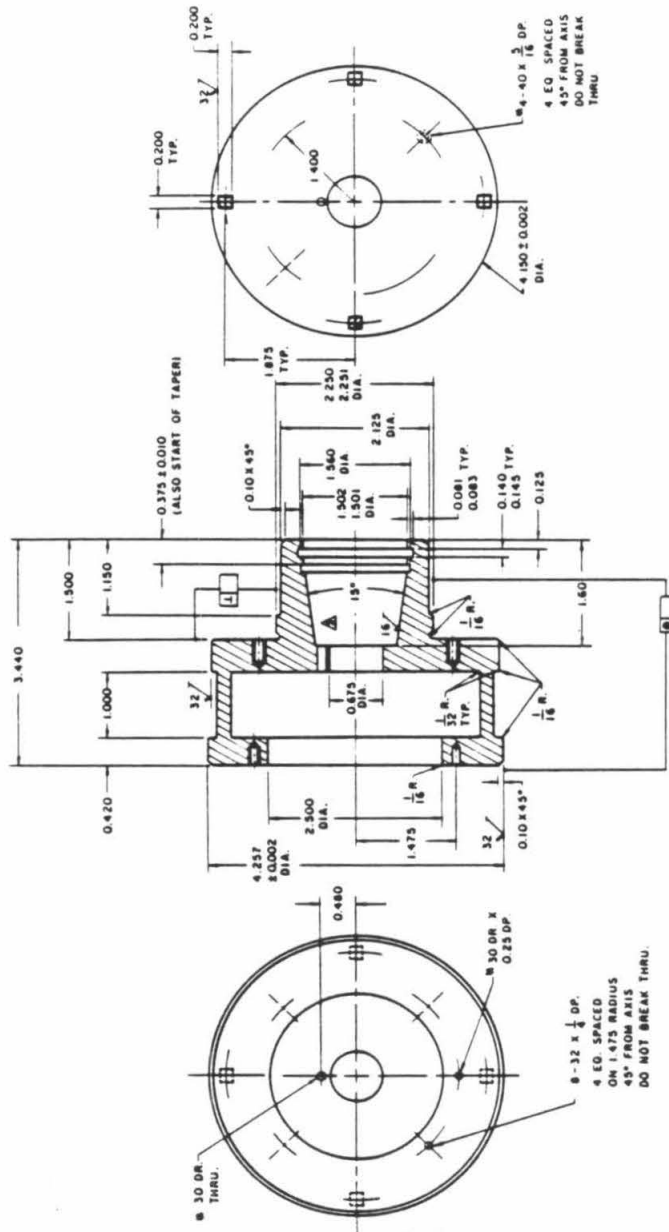 0.200
TYP.
32
0.200
TYP.
1.400
#4-40 X 5/16 DP.
4 EQ. SPACED
45° FROM AXIS
DO NOT BREAK
THRU
4.150 ± 0.002
DIA.
1.875
TYP.
2.250
2.251
DIA.
2.125
DIA.
1.560
DIA.
1.502
1.501
DIA.
0.10 X 45°
0.375 ± 0.010
(ALSO START OF TAPER)
0.081 TYP.
0.083
0.140 TYP.
0.145
0.125
3.440
1.500
1.150
15°
16
1/16 R.
1.60
1.000
32
0.675
DIA.
1/32 R.
TYP.
1/16 R.
0.420
2.500
DIA.
1/16 R
1.475
4.257
±0.002
DIA.
32
0.10 X 45°
0.480
# 30 DR.
THRU.
# 30 DR. X
0.25 DP.
8-32 X 1/4 DP.
4 EQ. SPACED
ON 1.475 RADIUS
45° FROM AXIS
DO NOT BREAK THRU.